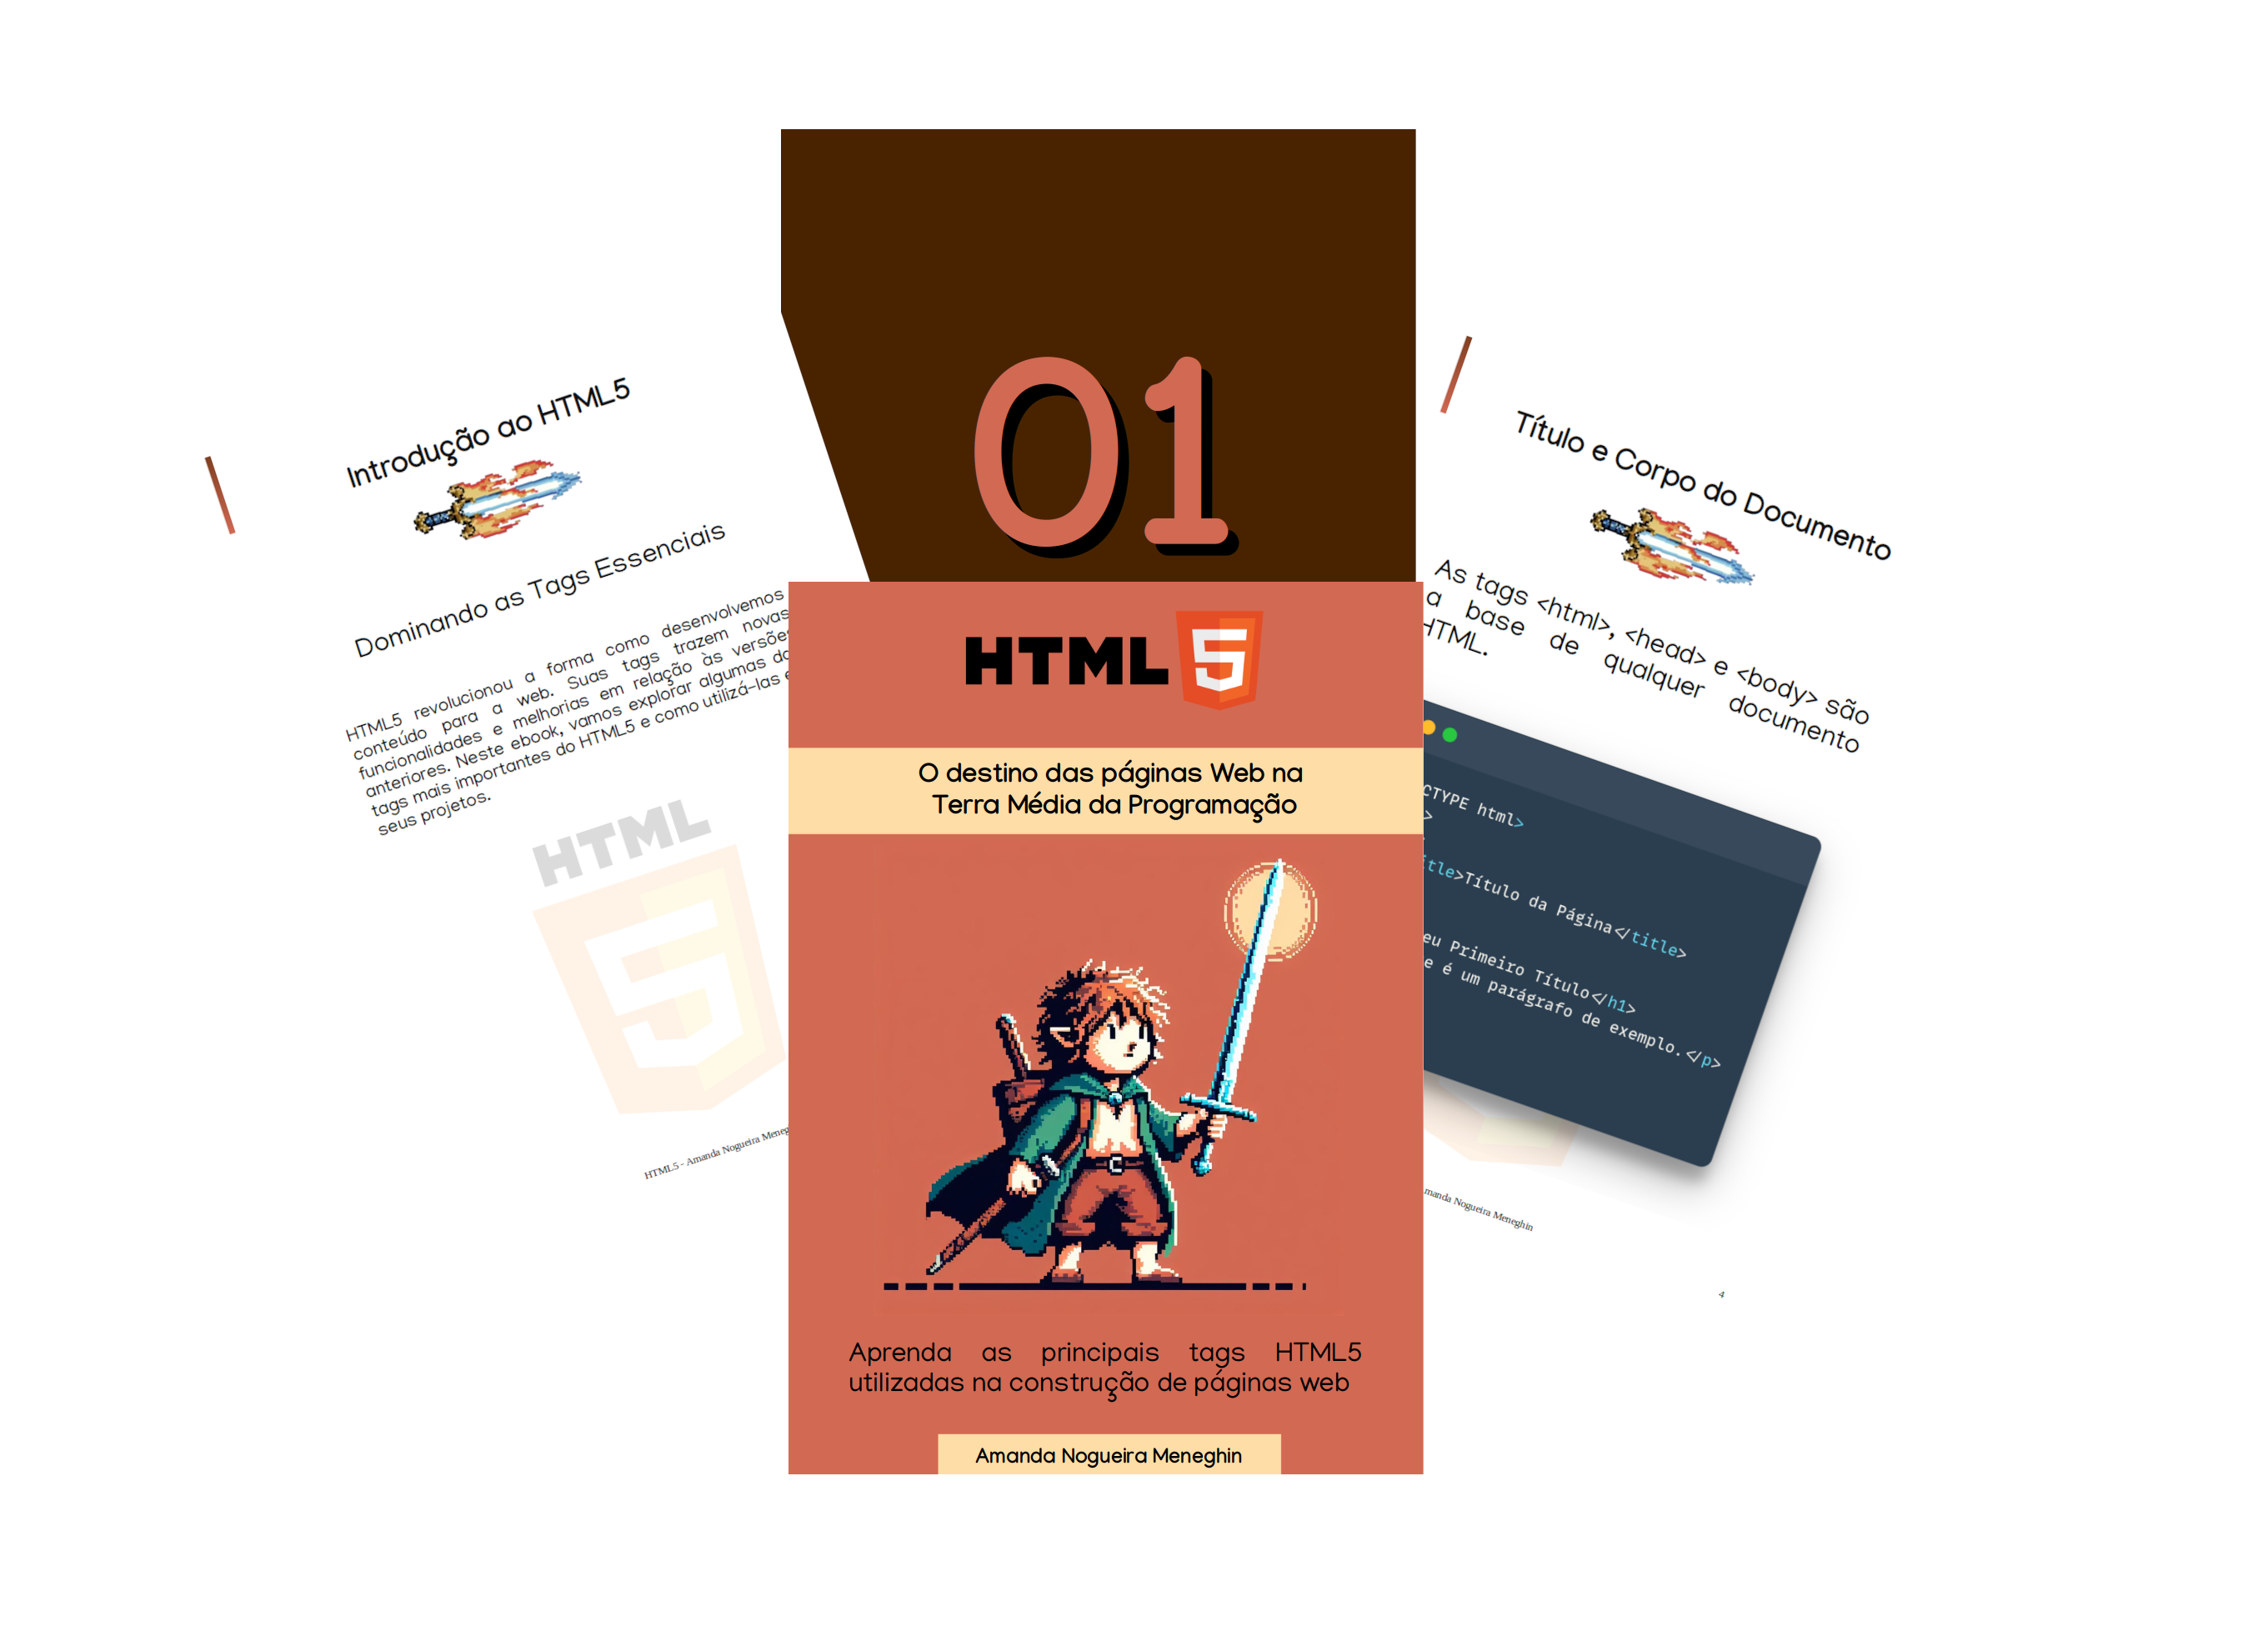 Introdução ao HTML5
Dominando as Tags Essenciais
HTML5 revolucionou a forma como desenvolvemos
conteúdo para a web. Suas tags trazem novas
funcionalidades e melhorias em relação às versões
anteriores. Neste ebook, vamos explorar algumas da
tags mais importantes do HTML5 e como utilizá-las e
seus projetos.
HTML
5
HTML5 - Amanda Nogueira Menegh
01
HTML
5
O destino das páginas Web na
Terra Média da Programação
Aprenda as principais tags HTML5
utilizadas na construção de páginas web
Amanda Nogueira Meneghin
Título e Corpo do Documento
As tags <html>, <head> e <body> são
a base de qualquer documento
HTML.
CTYPE html>
>
itle>Título da Página</title>
eu Primeiro Título</h1>
e é um parágrafo de exemplo.</p>
manda Nogueira Meneghin
4